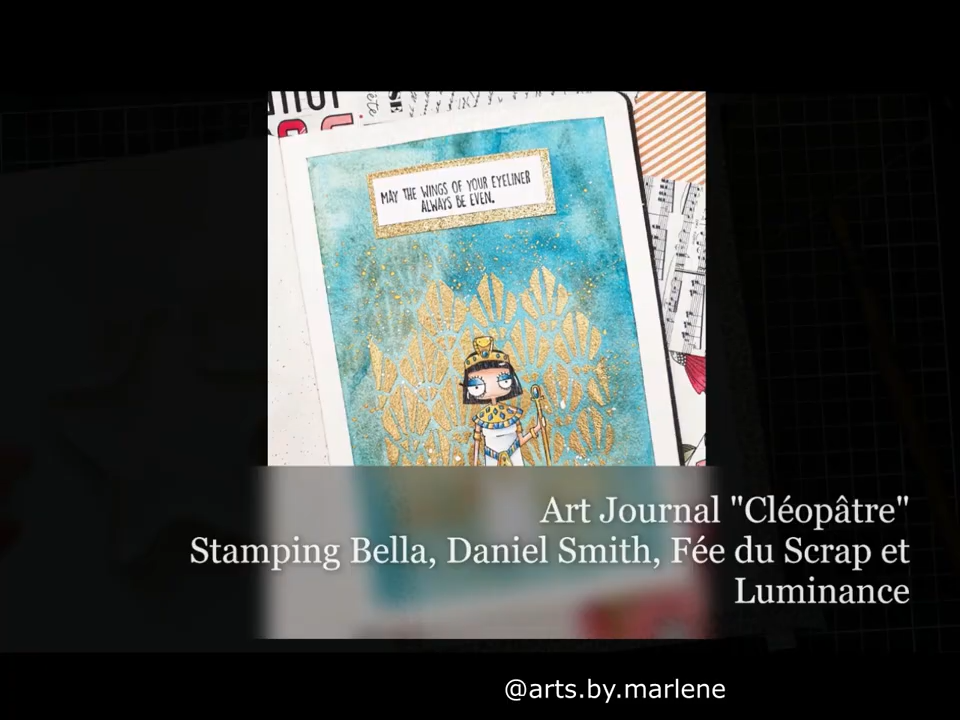 MAY THE WINGS OF YOUR EYELINER
ALWAYS BE EVEN.
Art Journal "Cléopâtre"
Stamping Bella, Daniel Smith, Fée du Scrap et
Luminance
@arts.by.marlene